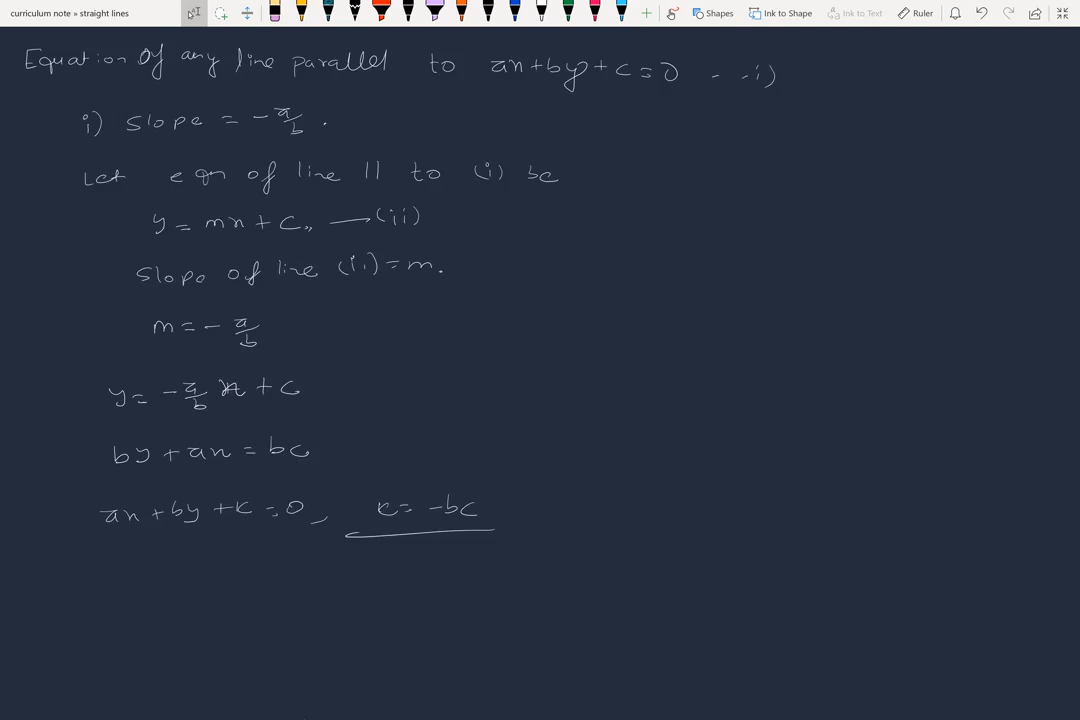 curriculum note » straight lines
Shapes Ink to Shape Ink to Text Ruler
Equation Of any line parallel to ax+by+c=0 - - i)
i) slope = -a/b .
Let eqn of line || to (i) be
y = mx + c,, —(ii)
slope of line (ii) = m.
m = - a/b
y = - a/b x + c
by + ax = bc
ax + by + k = 0, k = -bc